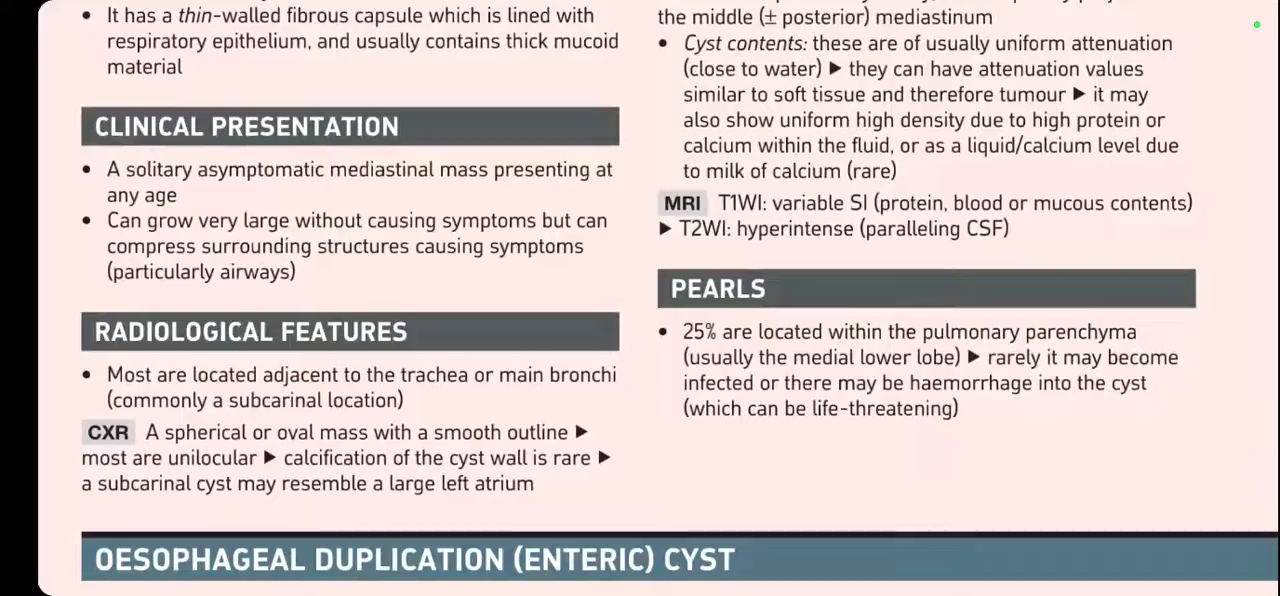 • It has a thin-walled fibrous capsule which is lined with
respiratory epithelium, and usually contains thick mucoid
material
CLINICAL PRESENTATION
• A solitary asymptomatic mediastinal mass presenting at
any age
• Can grow very large without causing symptoms but can
compress surrounding structures causing symptoms
(particularly airways)
RADIOLOGICAL FEATURES
• Most are located adjacent to the trachea or main bronchi
(commonly a subcarinal location)
CXR A spherical or oval mass with a smooth outline ▶
most are unilocular ▶ calcification of the cyst wall is rare ▶
a subcarinal cyst may resemble a large left atrium
the middle (± posterior) mediastinum
• Cyst contents: these are of usually uniform attenuation
(close to water) ▶ they can have attenuation values
similar to soft tissue and therefore tumour ▶ it may
also show uniform high density due to high protein or
calcium within the fluid, or as a liquid/calcium level due
to milk of calcium (rare)
MRI T1WI: variable SI (protein, blood or mucous contents)
▶ T2WI: hyperintense (paralleling CSF)
PEARLS
• 25% are located within the pulmonary parenchyma
(usually the medial lower lobe) ▶ rarely it may become
infected or there may be haemorrhage into the cyst
(which can be life-threatening)
OESOPHAGEAL DUPLICATION (ENTERIC) CYST